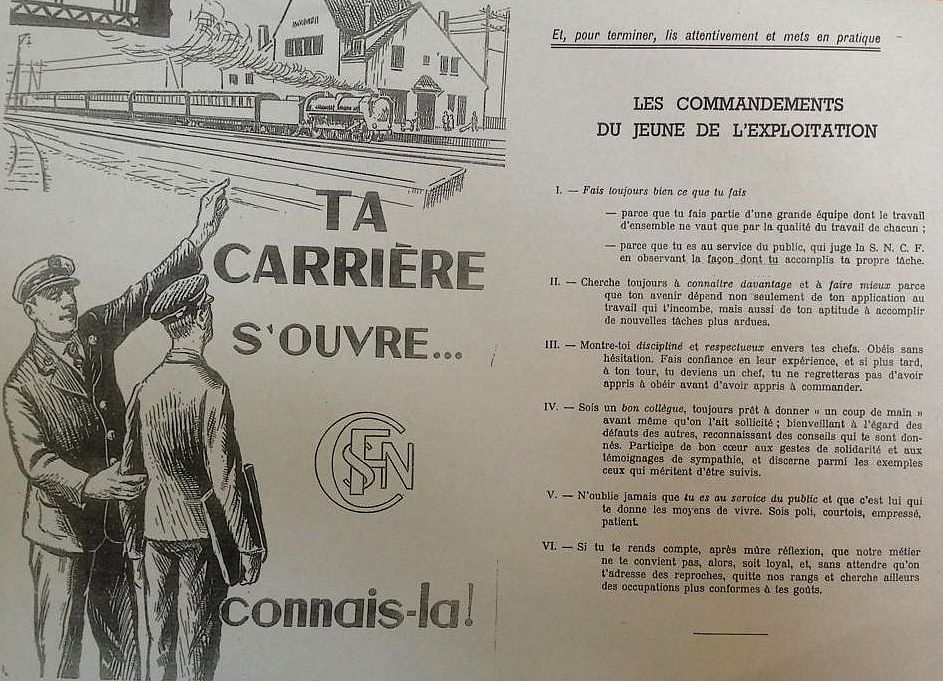 TA
CARRIÈRE
S'OUVRE...
SNCF
connais-la!
Et, pour terminer, lis attentivement et mets en pratique
LES COMMANDEMENTS
DU JEUNE DE L'EXPLOITATION
I. — Fais toujours bien ce que tu fais
— parce que tu fais partie d'une grande équipe dont le travail
d'ensemble ne vaut que par la qualité du travail de chacun ;
— parce que tu es au service du public, qui juge la S. N. C. F.
en observant la façon dont tu accomplis ta propre tâche.
II. — Cherche toujours à connaître davantage et à faire mieux parce
que ton avenir dépend non seulement de ton application au
travail qui t'incombe, mais aussi de ton aptitude à accomplir
de nouvelles tâches plus ardues.
III. — Montre-toi discipliné et respectueux envers tes chefs. Obéis sans
hésitation. Fais confiance en leur expérience, et si plus tard,
à ton tour, tu deviens un chef, tu ne regretteras pas d'avoir
appris à obéir avant d'avoir appris à commander.
IV. — Sois un bon collègue, toujours prêt à donner « un coup de main »
avant même qu'on l'ait sollicité ; bienveillant à l'égard des
défauts des autres, reconnaissant des conseils qui te sont don-
nés. Participe de bon cœur aux gestes de solidarité et aux
témoignages de sympathie, et discerne parmi les exemples
ceux qui méritent d'être suivis.
V. — N'oublie jamais que tu es au service du public et que c'est lui qui
te donne les moyens de vivre. Sois poli, courtois, empressé,
patient.
VI. — Si tu te rends compte, après mûre réflexion, que notre métier
ne te convient pas, alors, soit loyal, et, sans attendre qu'on
t'adresse des reproches, quitte nos rangs et cherche ailleurs
des occupations plus conformes à tes goûts.